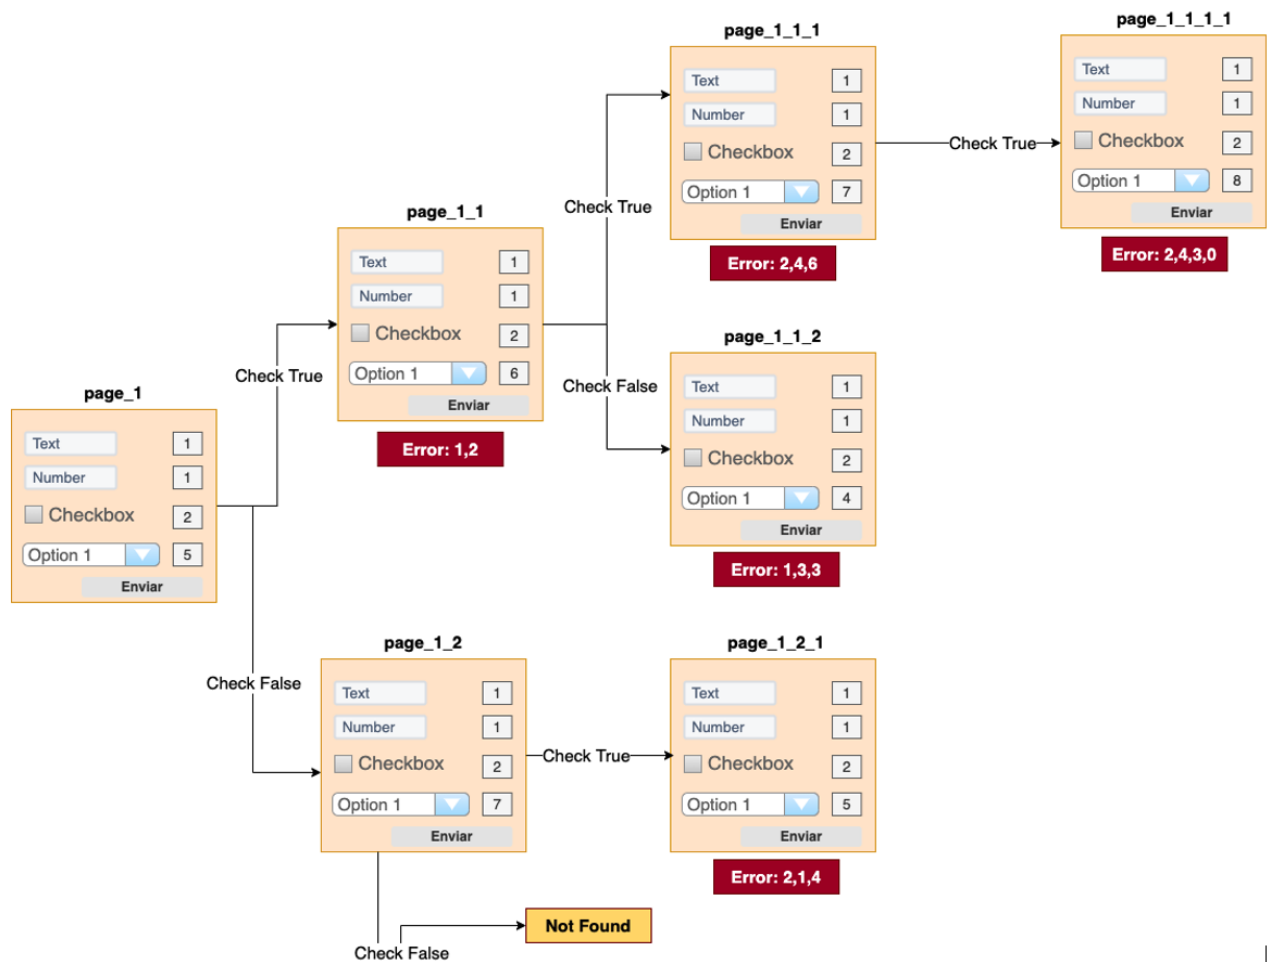 page_1
Text 1
Number 1
Checkbox 2
Option 1 5
Enviar
Check True
Check False
page_1_1
Text 1
Number 1
Checkbox 2
Option 1 6
Enviar
Error: 1,2
Check True
Check False
page_1_1_1
Text 1
Number 1
Checkbox 2
Option 1 7
Enviar
Error: 2,4,6
Check True
page_1_1_1_1
Text 1
Number 1
Checkbox 2
Option 1 8
Enviar
Error: 2,4,3,0
page_1_1_2
Text 1
Number 1
Checkbox 2
Option 1 4
Enviar
Error: 1,3,3
page_1_2
Text 1
Number 1
Checkbox 2
Option 1 7
Enviar
Check True
page_1_2_1
Text 1
Number 1
Checkbox 2
Option 1 5
Enviar
Error: 2,1,4
Check False
Not Found